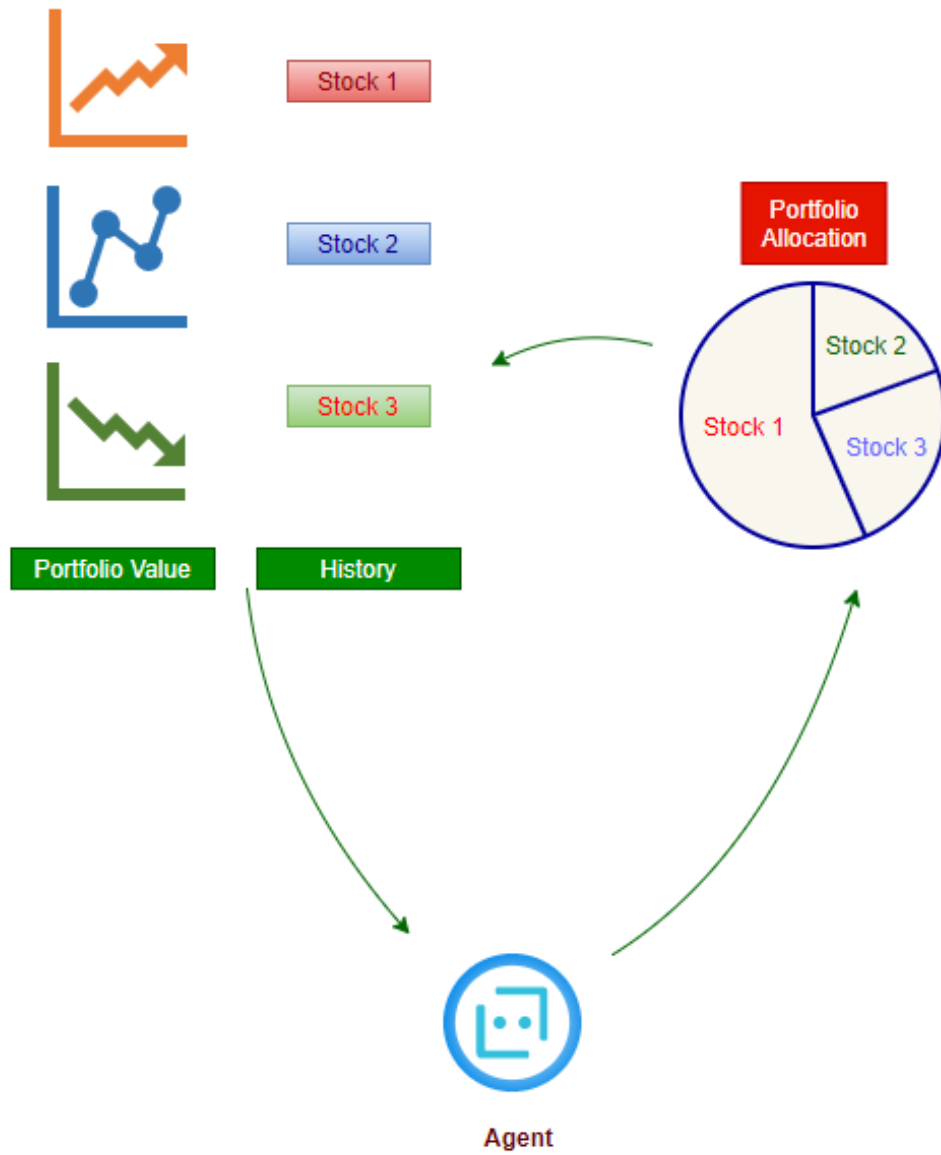 Stock 1
Stock 2
Stock 3
Portfolio Value
History
Portfolio
Allocation
Stock 2
Stock 1
Stock 3
Agent